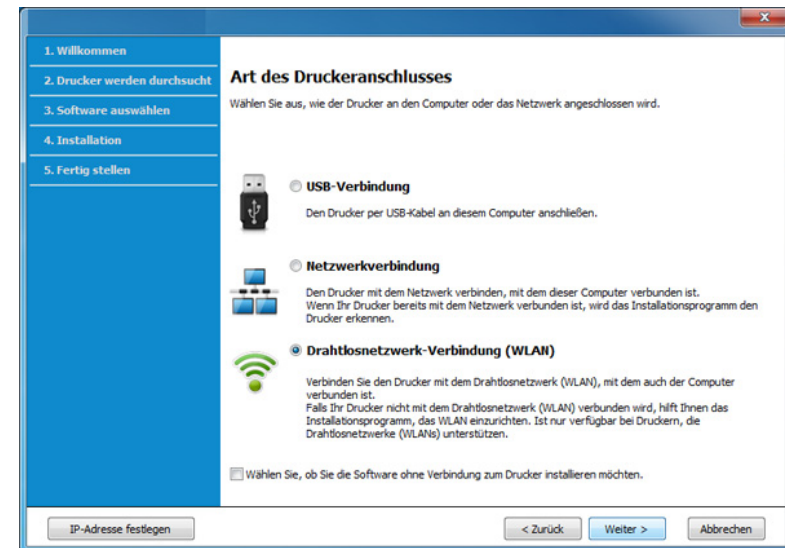 1. Willkommen
2. Drucker werden durchsucht
3. Software auswählen
4. Installation
5. Fertig stellen
Art des Druckeranschlusses
Wählen Sie aus, wie der Drucker an den Computer oder das Netzwerk angeschlossen wird.
USB-Verbindung
Den Drucker per USB-Kabel an diesem Computer anschließen.
Netzwerkverbindung
Den Drucker mit dem Netzwerk verbinden, mit dem dieser Computer verbunden ist.
Wenn Ihr Drucker bereits mit dem Netzwerk verbunden ist, wird das Installationsprogramm den
Drucker erkennen.
Drahtlosnetzwerk-Verbindung (WLAN)
Verbinden Sie den Drucker mit dem Drahtlosnetzwerk (WLAN), mit dem auch der Computer
verbunden ist.
Falls Ihr Drucker nicht mit dem Drahtlosnetzwerk (WLAN) verbunden wird, hilft Ihnen das
Installationsprogramm, das WLAN einzurichten. Ist nur verfügbar bei Druckern, die
Drahtlosnetzwerke (WLANs) unterstützen.
Wählen Sie, ob Sie die Software ohne Verbindung zum Drucker installieren möchten.
IP-Adresse festlegen
< Zurück
Weiter >
Abbrechen